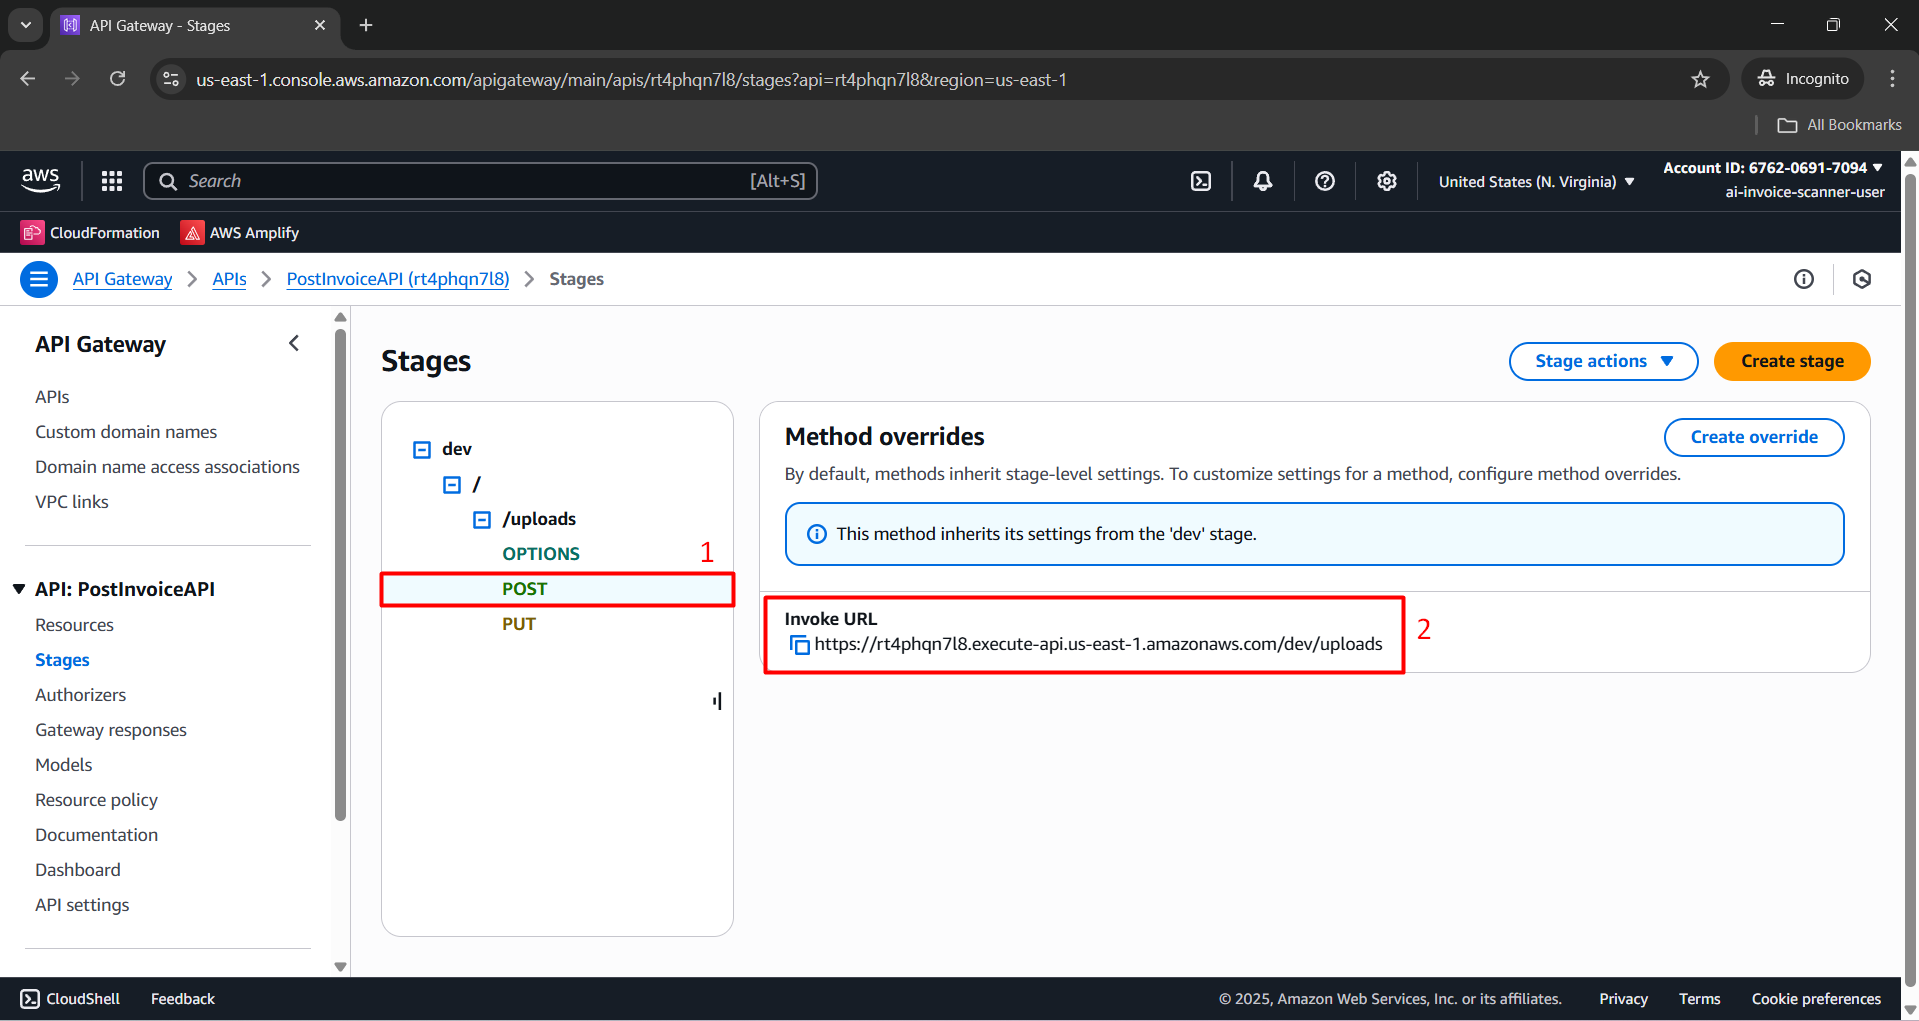 API Gateway - Stages
us-east-1.console.aws.amazon.com/apigateway/main/apis/rt4phqn7l8/stages?api=rt4phqn7l8&region=us-east-1
Incognito
All Bookmarks
aws
Search
[Alt+S]
United States (N. Virginia)
Account ID: 6762-0691-7094
ai-invoice-scanner-user
CloudFormation
AWS Amplify
API Gateway
APIs
PostInvoiceAPI (rt4phqn7l8)
Stages
API Gateway
APIs
Custom domain names
Domain name access associations
VPC links
API: PostInvoiceAPI
Resources
Stages
Authorizers
Gateway responses
Models
Resource policy
Documentation
Dashboard
API settings
Stages
Stage actions
Create stage
dev
/
/uploads
OPTIONS
1
POST
PUT
Method overrides
Create override
By default, methods inherit stage-level settings. To customize settings for a method, configure method overrides.
This method inherits its settings from the 'dev' stage.
Invoke URL
https://rt4phqn7l8.execute-api.us-east-1.amazonaws.com/dev/uploads
2
CloudShell
Feedback
© 2025, Amazon Web Services, Inc. or its affiliates.
Privacy
Terms
Cookie preferences